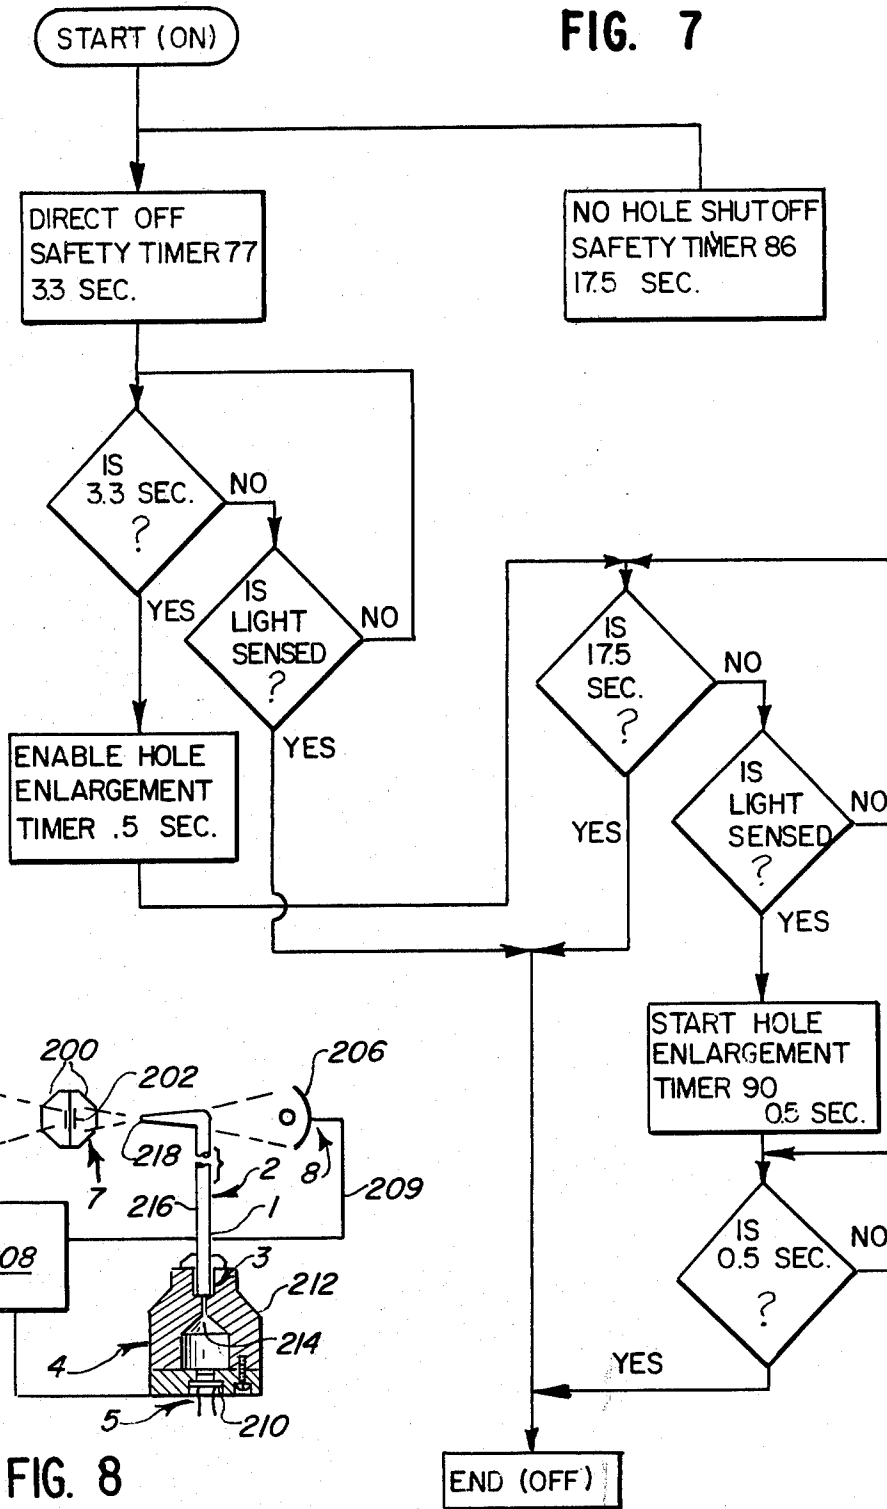 START (ON)
FIG. 7
DIRECT OFF
SAFETY TIMER 77
3.3 SEC.
NO HOLE SHUTOFF
SAFETY TIMER 86
17.5 SEC.
IS
3.3 SEC.
?
NO
YES
IS
LIGHT
SENSED
?
NO
YES
ENABLE HOLE
ENLARGEMENT
TIMER .5 SEC.
IS
17.5
SEC.
?
NO
YES
IS
LIGHT
SENSED
?
NO
YES
START HOLE
ENLARGEMENT
TIMER 90
0.5 SEC.
IS
0.5 SEC.
?
NO
YES
END (OFF)
200
202
206
218
7
8
2
216
1
209
08
3
212
4
214
5
210
FIG. 8